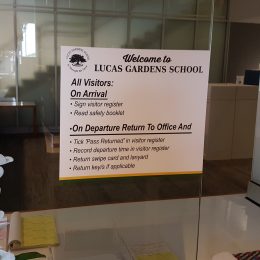 Welcome to
LUCAS GARDENS SCHOOL
All Visitors:
On Arrival
• Sign visitor register
• Read safety booklet
•On Departure Return To Office And
• Tick 'Pass Returned' in visitor register
• Record departure time in visitor register
• Return swipe card and lanyard
• Return key/s if applicable